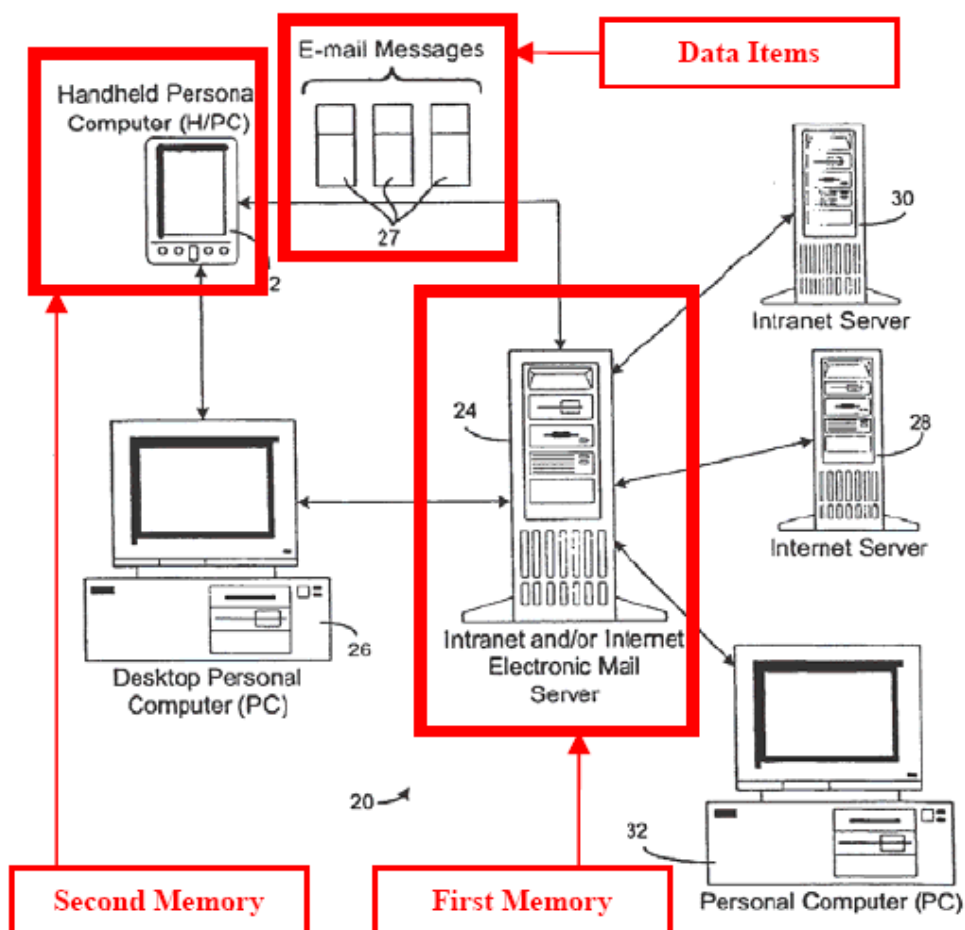 E-mail Messages
Data Items
Handheld Persona
Computer (H/PC)
27
30
2
Intranet Server
24
28
Internet Server
26
Intranet and/or Internet
Electronic Mail
Server
Desktop Personal
Computer (PC)
20
32
Second Memory
First Memory
Personal Computer (PC)